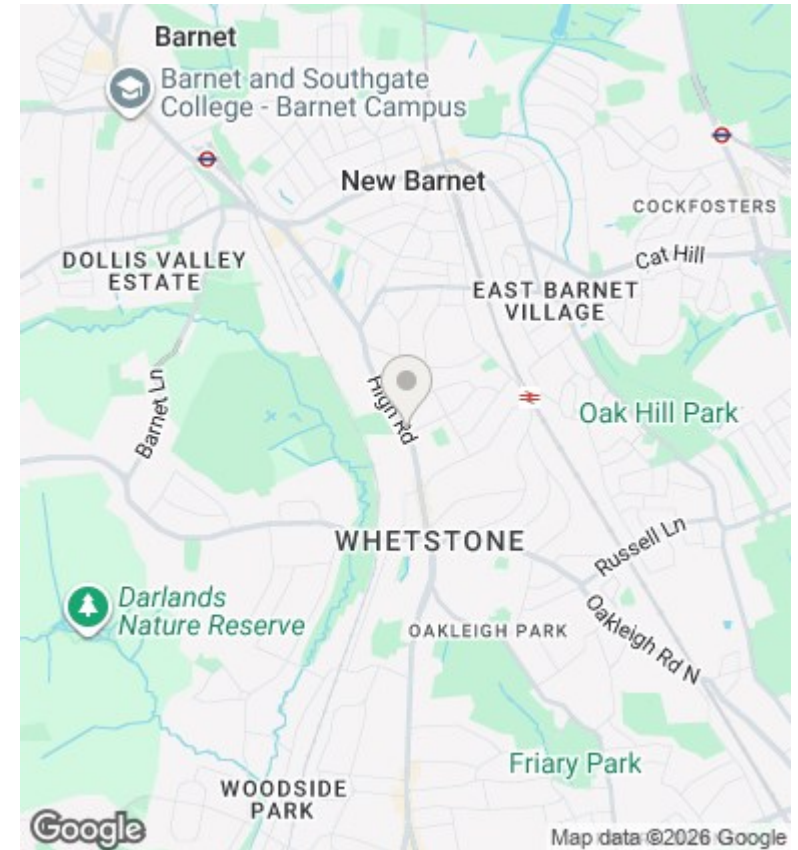 Barnet
Barnet and Southgate
College - Barnet Campus
New Barnet
COCKFOSTERS
Cat Hill
DOLLIS VALLEY
ESTATE
EAST BARNET
VILLAGE
Barnet Ln
High Rd
Oak Hill Park
WHETSTONE
Russell Ln
Darlands
Nature Reserve
OAKLEIGH PARK
Oakleigh Rd N
Friary Park
WOODSIDE
PARK
Google
Map data ©2026 Google